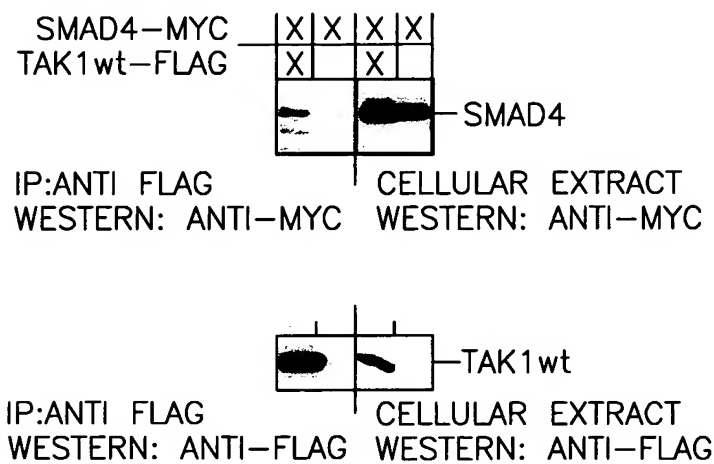 SMAD4-MYC X X X X
TAK1wt-FLAG X X
SMAD4
IP:ANTI FLAG CELLULAR EXTRACT
WESTERN: ANTI-MYC WESTERN: ANTI-MYC
TAK1wt
IP:ANTI FLAG CELLULAR EXTRACT
WESTERN: ANTI-FLAG WESTERN: ANTI-FLAG